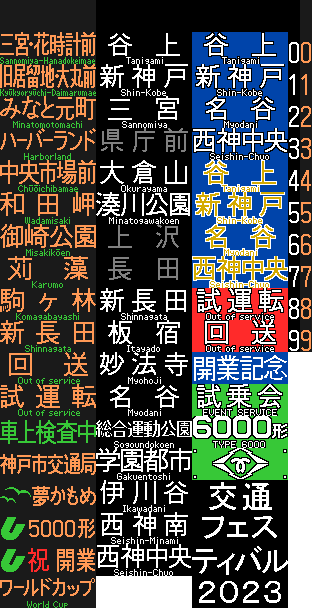 三宮・花時計前
Sannomiya-Hanadokeimae
旧居留地・大丸前
Kyūkyoryūchi-Daimarumae
みなと元町
Minatomotomachi
ハーバーランド
Harborland
中央市場前
Chūōichibamae
和田岬
Wadamisaki
御崎公園
Misakikōen
苅藻
Karumo
駒ヶ林
Komagabayashi
新長田
Shinnagata
回送
Out of service
試運転
Out of service
車上検査中
神戸市交通局
夢かもめ
5000形
祝開業
ワールドカップ
World Cup
谷上
Tanigami
新神戸
Shin-Kobe
三宮
Sannomiya
県庁前
大倉山
Okurayama
湊川公園
Minatogawakoen
上沢
長田
新長田
Shinnagata
板宿
Itayado
妙法寺
Myohoji
名谷
Myodani
総合運動公園
Sogoundokoen
学園都市
Gakuentoshi
伊川谷
Ikawadani
西神南
Seishin-Minami
西神中央
Seishin-Chuo
谷上
Tanigami
新神戸
Shin-Kobe
名谷
Myodani
西神中央
Seishin-Chuo
谷上
Tanigami
新神戸
Shin-Kobe
名谷
Myodani
西神中央
Seishin-Chuo
試運転
Out of service
回送
Out of service
開業記念
試乗会
EVENT SERVICE
6000形
TYPE 6000
交通
フェス
ティバル
2023
00
11
22
33
44
55
66
77
88
99